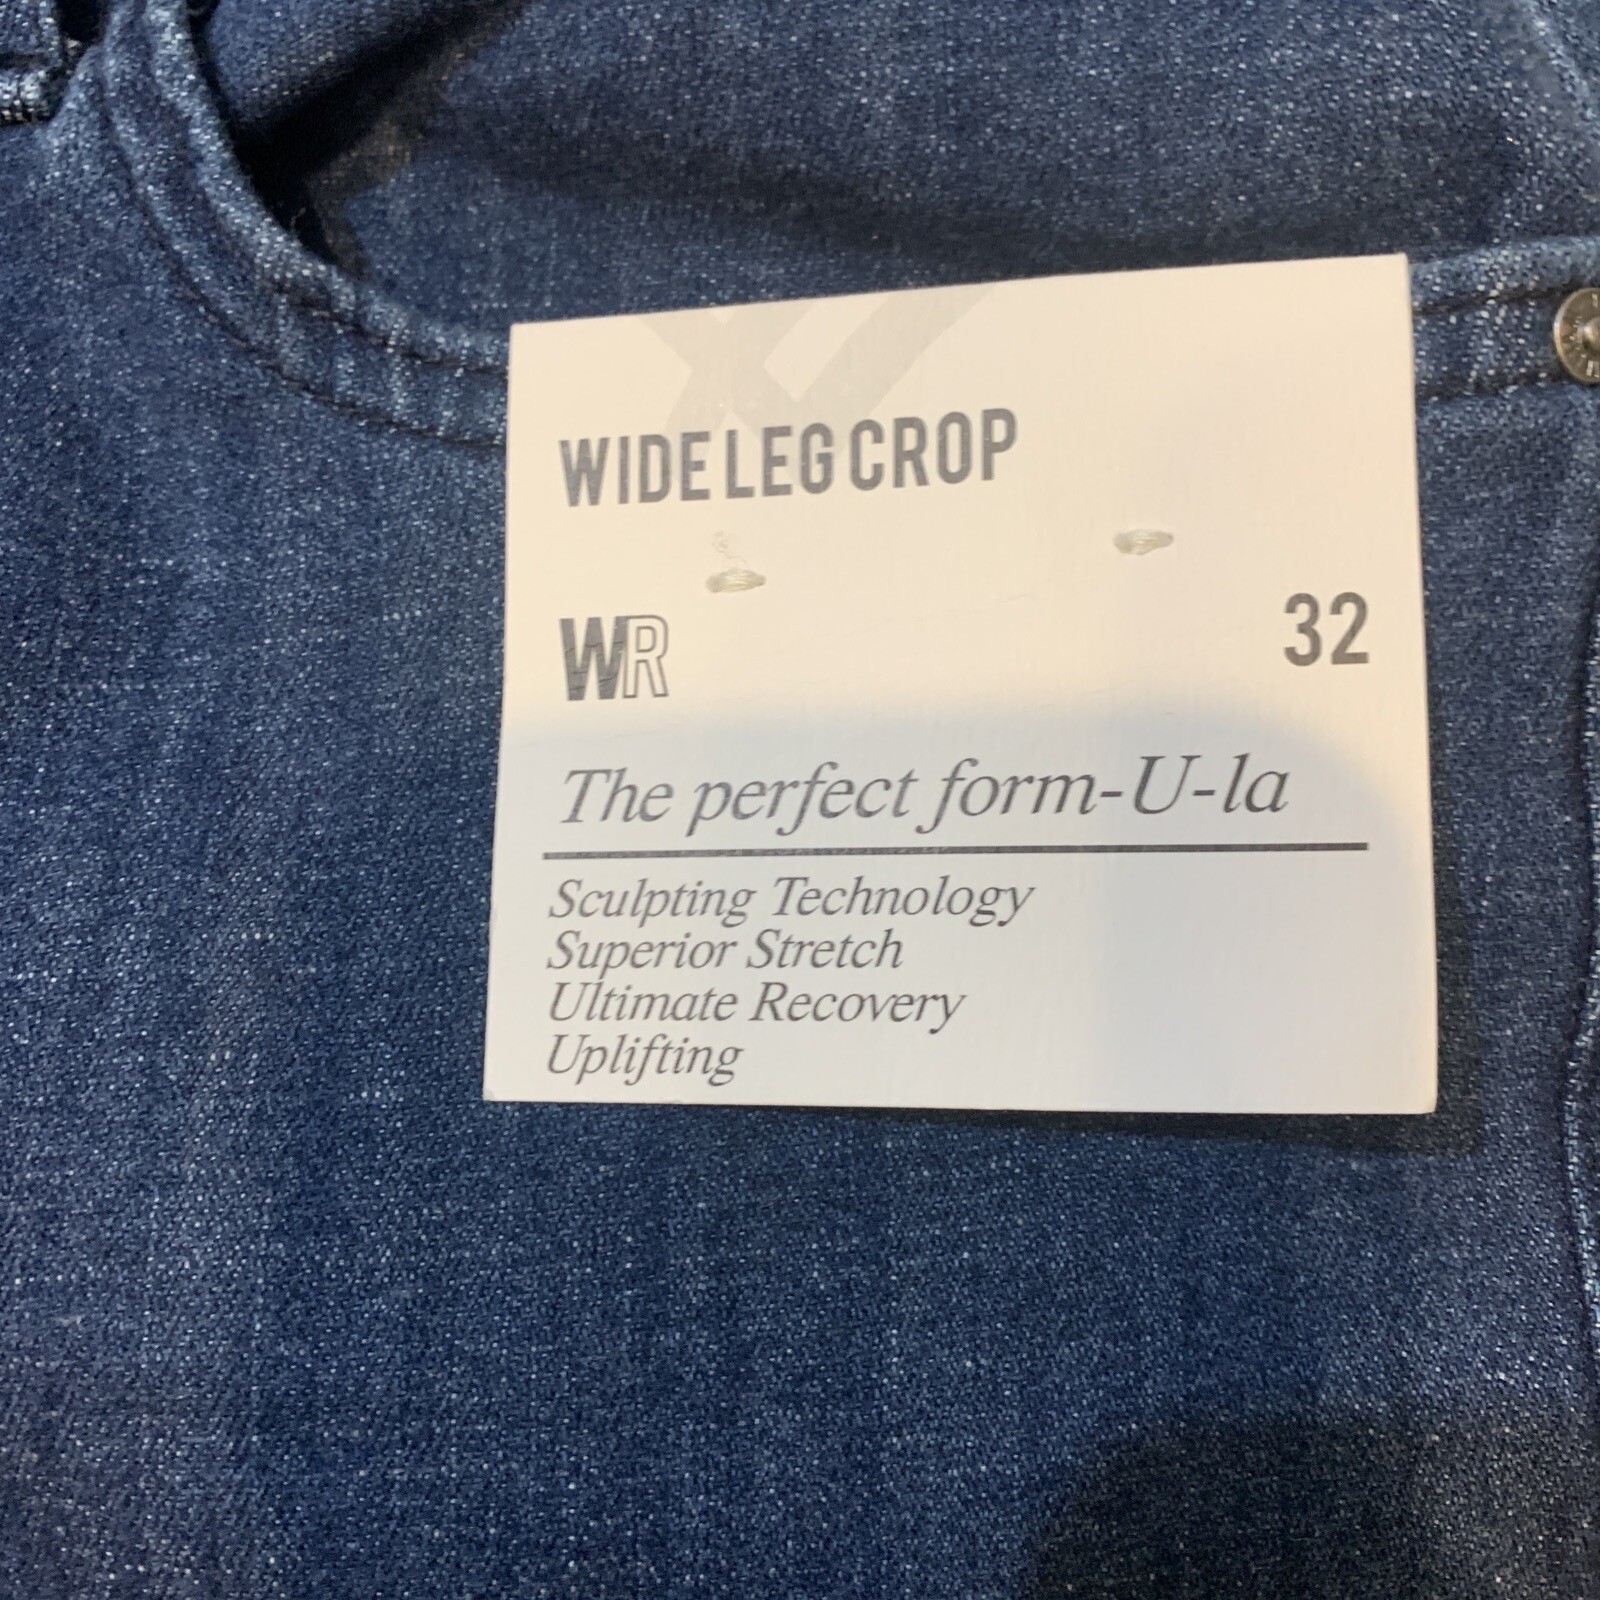 WIDE LEG CROP
WR
32
The perfect form-U-la
Sculpting Technology
Superior Stretch
Ultimate Recovery
Uplifting